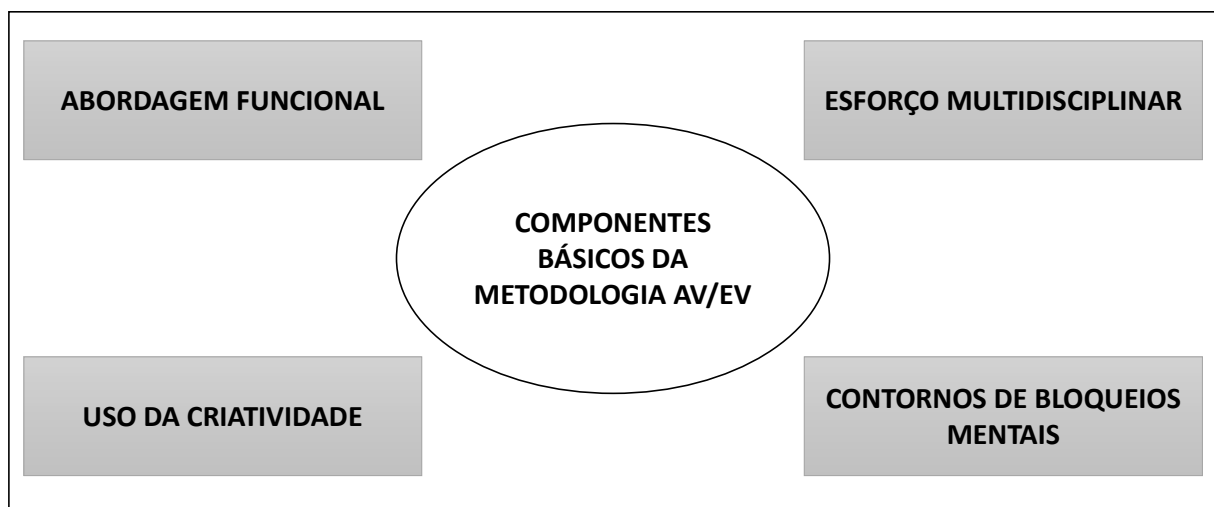 ABORDAGEM FUNCIONAL
ESFORÇO MULTIDISCIPLINAR
COMPONENTES
BÁSICOS DA
METODOLOGIA AV/EV
USO DA CRIATIVIDADE
CONTORNOS DE BLOQUEIOS
MENTAIS